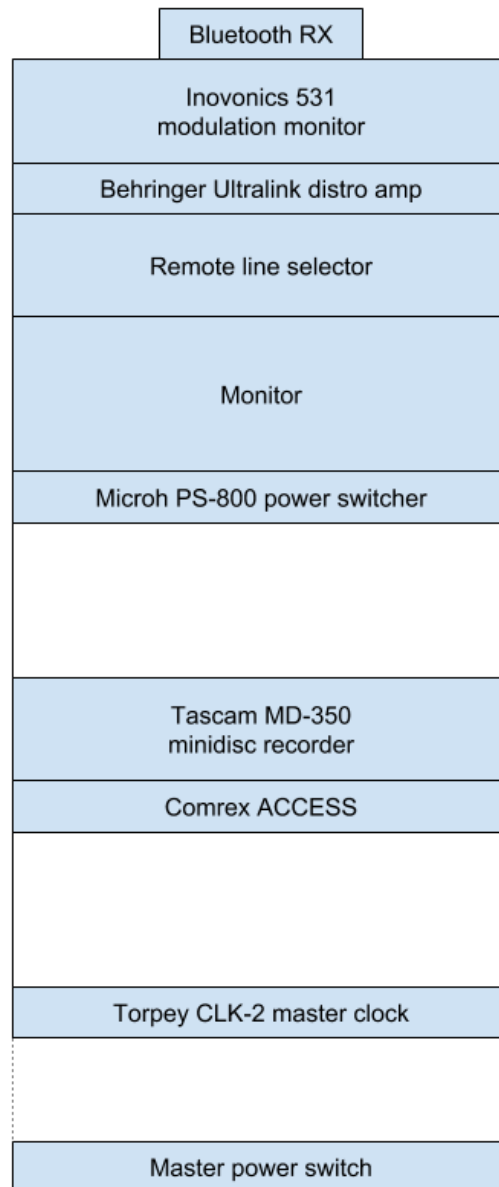 Bluetooth RX
Inovonics 531
modulation monitor
Behringer Ultralink distro amp
Remote line selector
Monitor
Microh PS-800 power switcher
Tascam MD-350
minidisc recorder
Comrex ACCESS
Torpey CLK-2 master clock
Master power switch